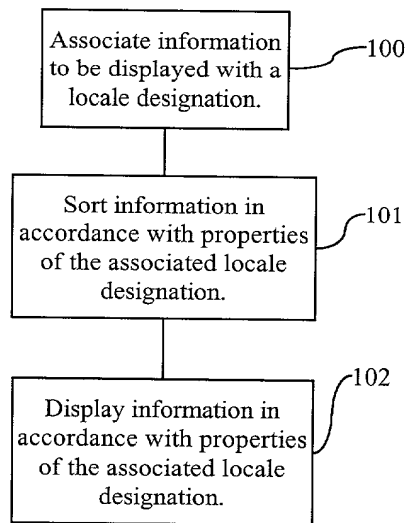 Associate information
to be displayed with a
locale designation.
100
Sort information in
accordance with properties
of the associated locale
designation.
101
Display information in
accordance with properties
of the associated locale
designation.
102